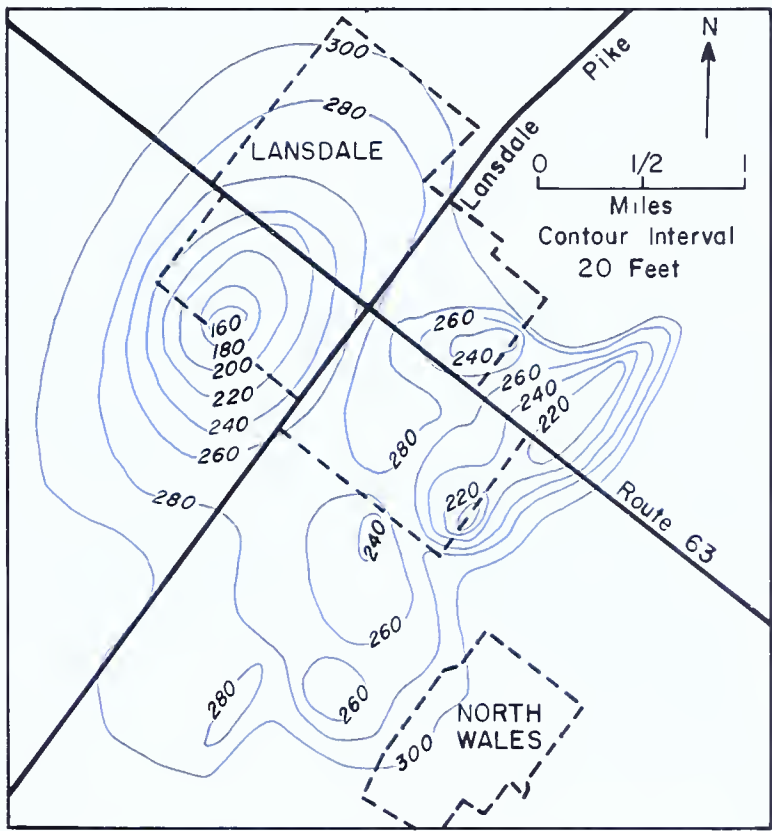 300
280
LANSDALE
Lansdale Pike
N
0 1/2 1
Miles
Contour Interval
20 Feet
160
180
200
220
240
260
280
260
240
260
240
220
280
220
240
260
280
260
Route 63
NORTH
WALES
300